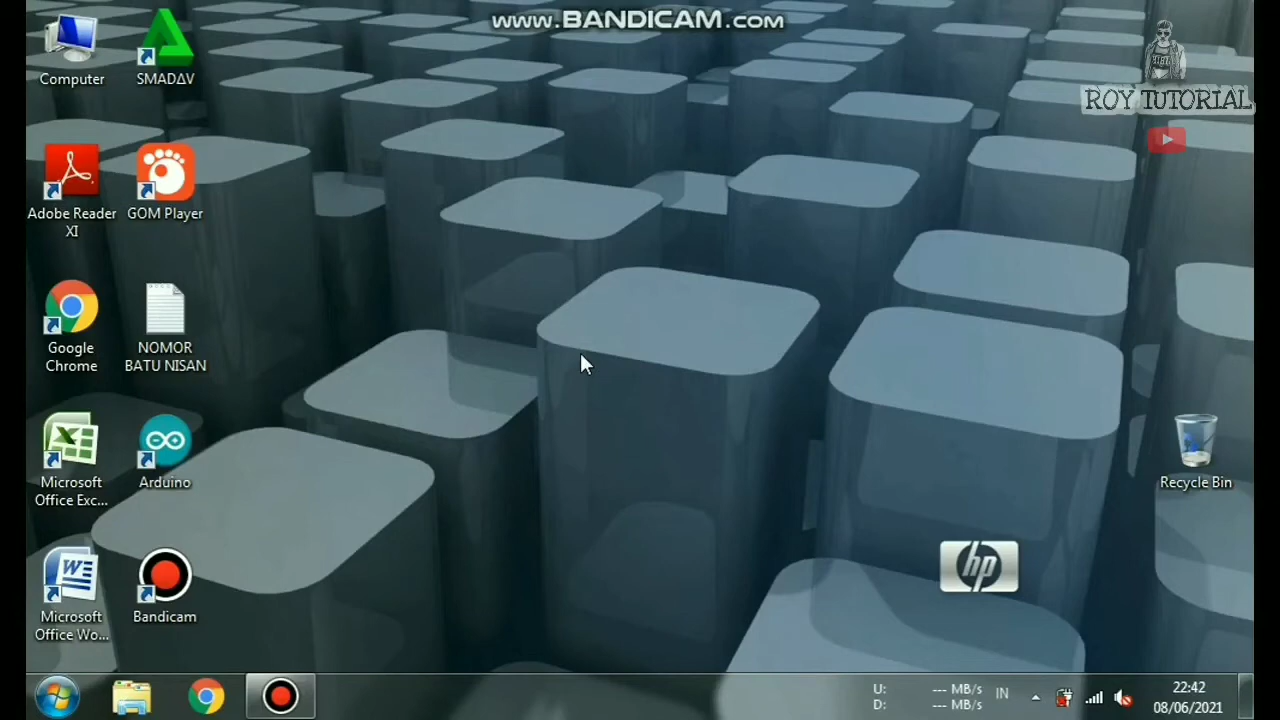 www.BANDICAM.com
ROY TUTORIAL
Computer
SMADΔV
Adobe Reader
XI
GOM Player
Google
Chrome
NOMOR
BATU NISAN
Microsoft
Office Exc...
Arduino
Microsoft
Office Wo...
Bandicam
Recycle Bin
hp
U: --- MB/s
D: --- MB/s
IN
22:42
08/06/2021